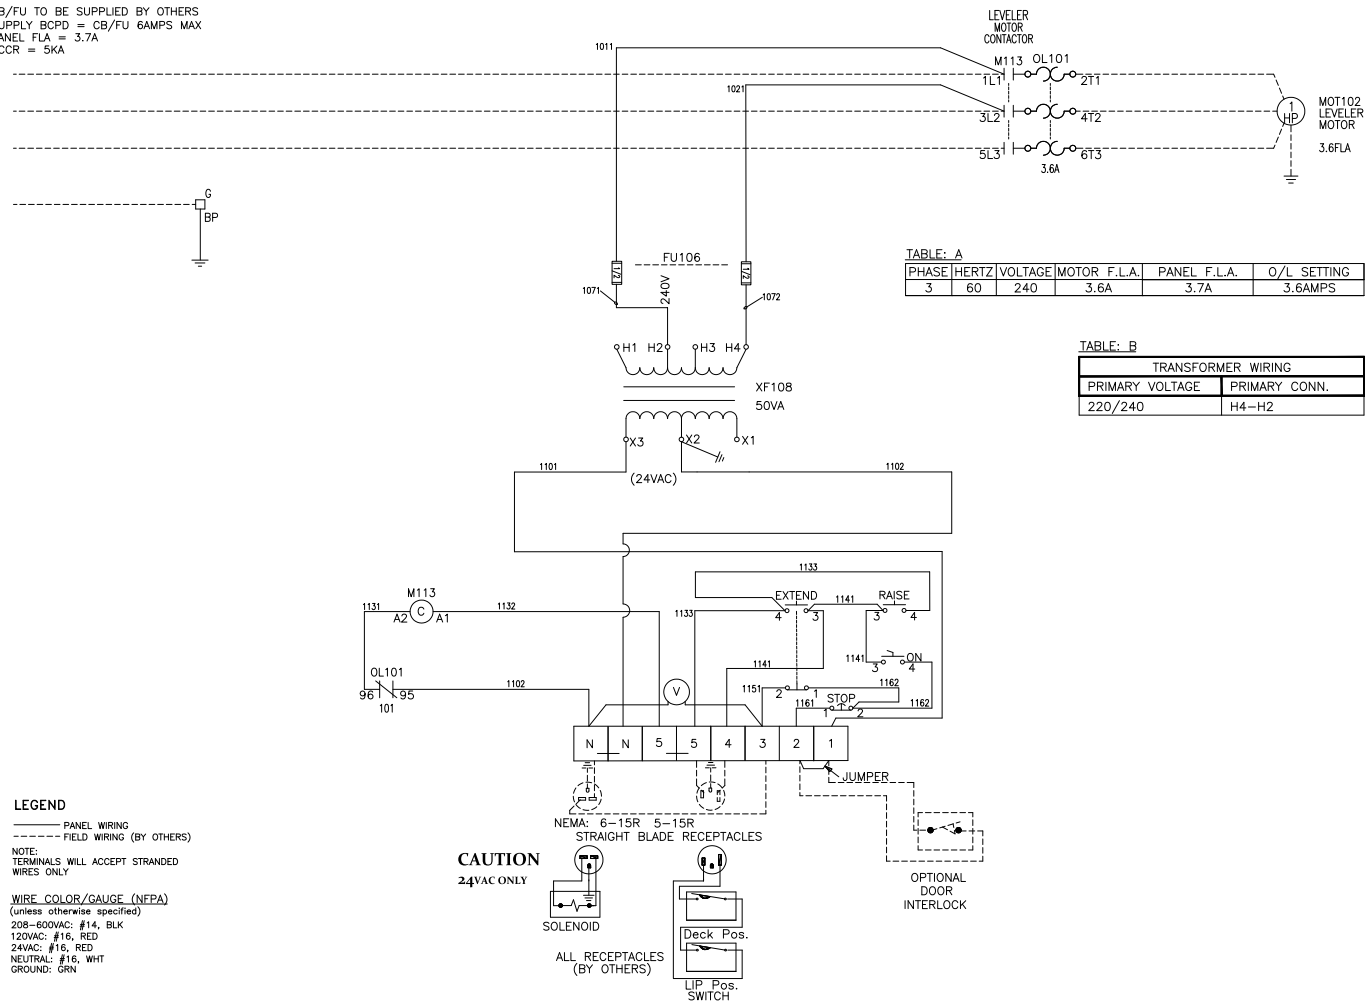 B/FU TO BE SUPPLIED BY OTHERS
UPPLY BCPD = CB/FU 6AMPS MAX
ANEL FLA = 3.7A
CCR = 5KA
LEVELER
MOTOR
CONTACTOR
1011
M113 OL101
1L1 2T1
1021
3L2 4T2
1
HP
MOT102
LEVELER
MOTOR
5L3 6T3
3.6FLA
3.6A
G
BP
FU106
1/2 240V 1/2
1071 1072
TABLE: A
PHASE HERTZ VOLTAGE MOTOR F.L.A. PANEL F.L.A. O/L SETTING
3 60 240 3.6A 3.7A 3.6AMPS
H1 H2 H3 H4
TABLE: B
TRANSFORMER WIRING
PRIMARY VOLTAGE PRIMARY CONN.
220/240 H4-H2
XF108
50VA
X3 X2 X1
1101 1102
(24VAC)
1133
M113
EXTEND 1141 RAISE
1131 A2 C A1 1132
1133 4 3 3 4
1141 1141 3 ON 4
OL101
96 95 1102
101
V
1151 2 1 1162
1161 STOP 1162
1 2
N N 5 5 4 3 2 1
JUMPER
NEMA: 6-15R 5-15R
STRAIGHT BLADE RECEPTACLES
CAUTION
24VAC ONLY
OPTIONAL
DOOR
INTERLOCK
SOLENOID
Deck Pos.
ALL RECEPTACLES
(BY OTHERS)
LIP Pos.
SWITCH
LEGEND
PANEL WIRING
FIELD WIRING (BY OTHERS)
NOTE:
TERMINALS WILL ACCEPT STRANDED
WIRES ONLY
WIRE COLOR/GAUGE (NFPA)
(unless otherwise specified)
208-600VAC: #14, BLK
120VAC: #16, RED
24VAC: #16, RED
NEUTRAL: #16, WHT
GROUND: GRN